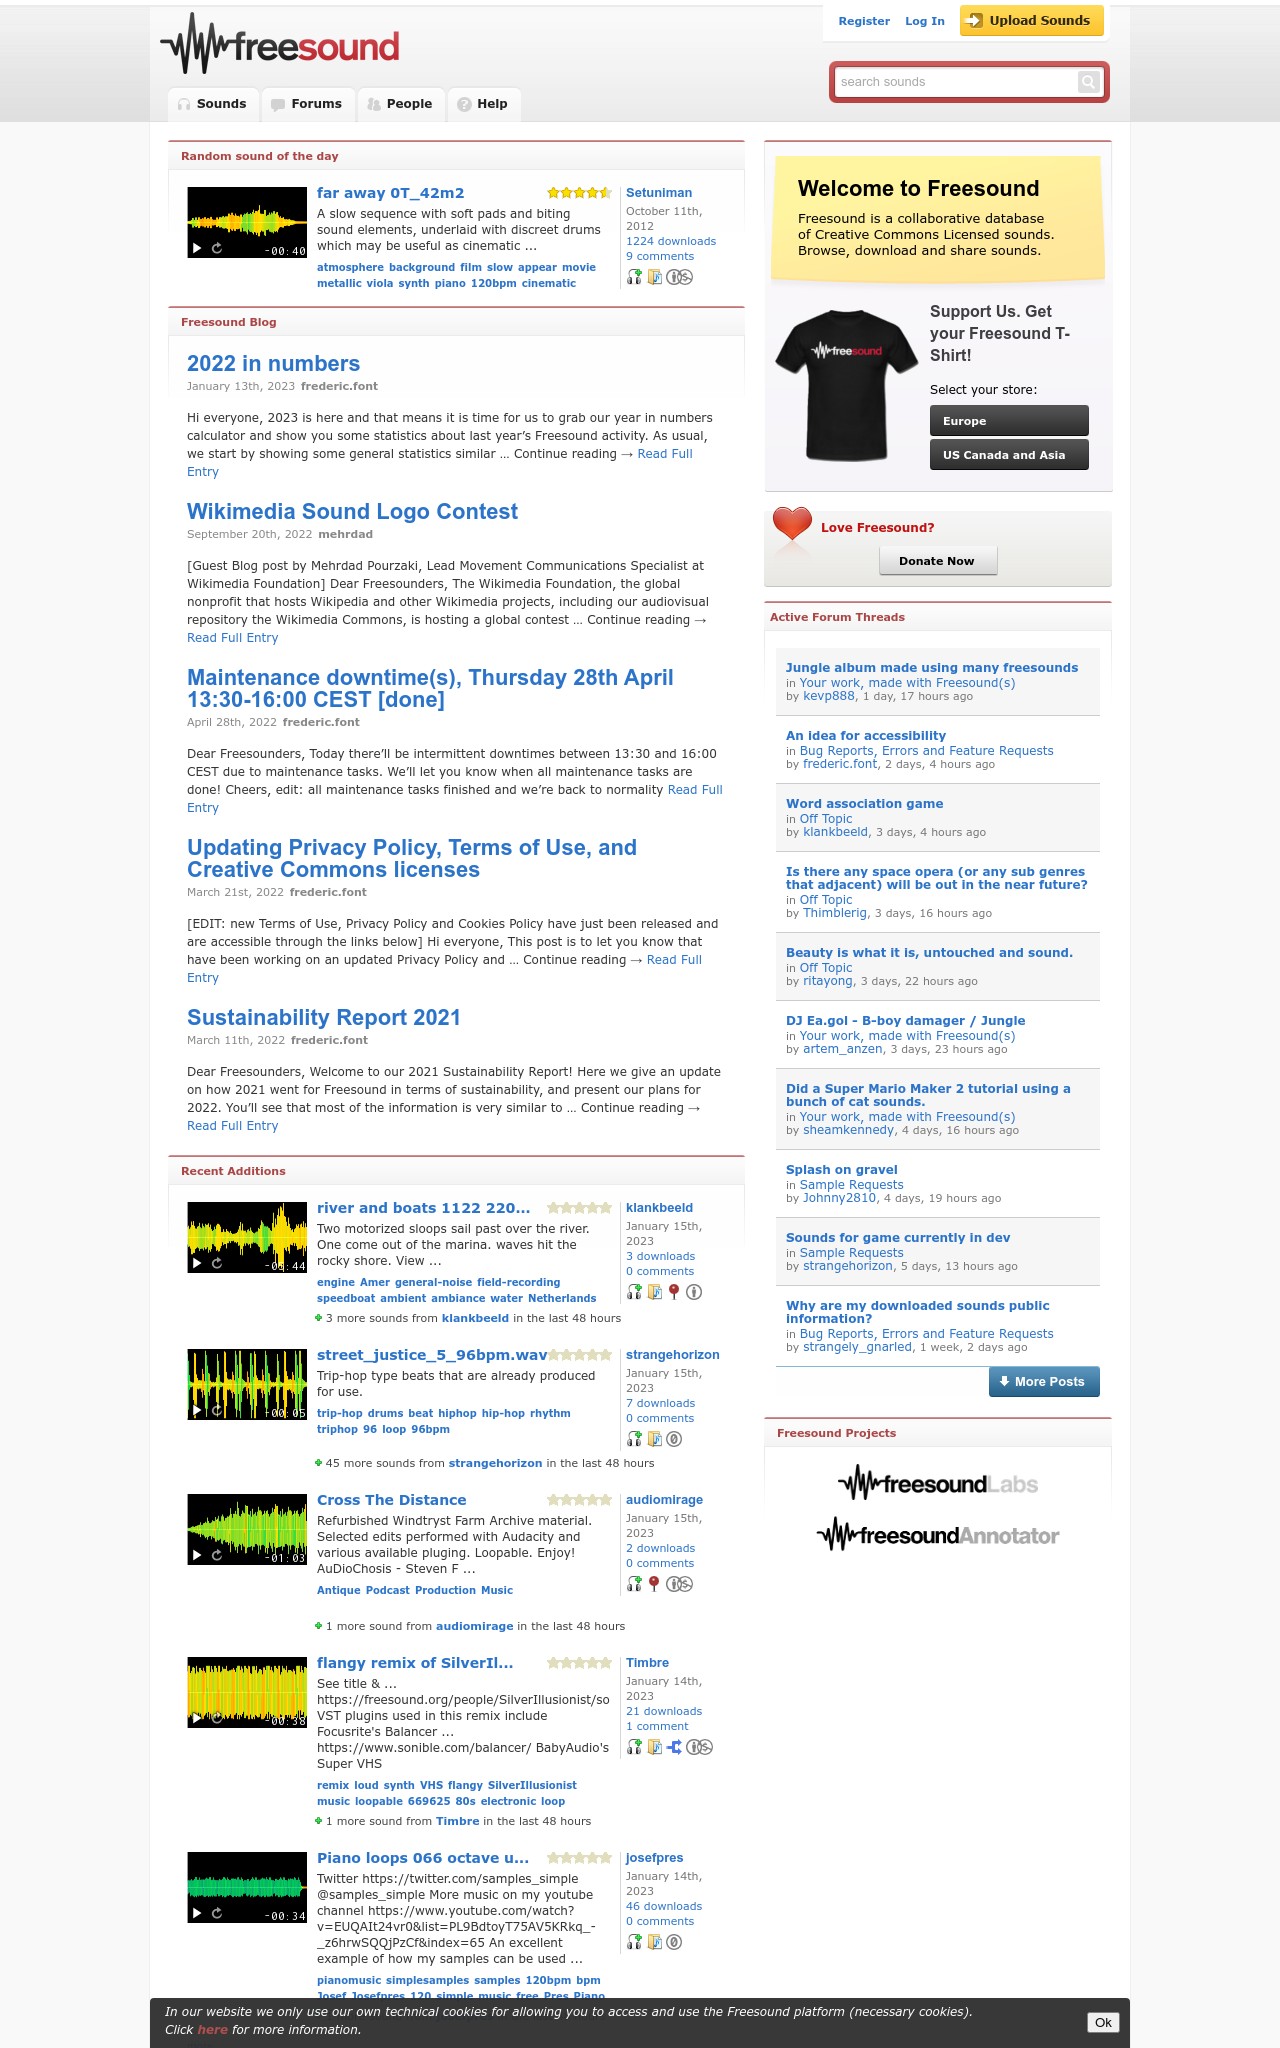 Register Log In Upload Sounds
freesound
search sounds
Sounds Forums People Help
Random sound of the day
far away 0T_42m2
A slow sequence with soft pads and biting
sound elements, underlaid with discreet drums
which may be useful as cinematic ...
atmosphere background film slow appear movie
metallic viola synth piano 120bpm cinematic
-00:40
Setuniman
October 11th,
2012
1224 downloads
9 comments
Freesound Blog
2022 in numbers
January 13th, 2023 frederic.font
Hi everyone, 2023 is here and that means it is time for us to grab our year in numbers
calculator and show you some statistics about last year’s Freesound activity. As usual,
we start by showing some general statistics similar … Continue reading → Read Full
Entry
Wikimedia Sound Logo Contest
September 20th, 2022 mehrdad
[Guest Blog post by Mehrdad Pourzaki, Lead Movement Communications Specialist at
Wikimedia Foundation] Dear Freesounders, The Wikimedia Foundation, the global
nonprofit that hosts Wikipedia and other Wikimedia projects, including our audiovisual
repository the Wikimedia Commons, is hosting a global contest … Continue reading →
Read Full Entry
Maintenance downtime(s), Thursday 28th April
13:30-16:00 CEST [done]
April 28th, 2022 frederic.font
Dear Freesounders, Today there’ll be intermittent downtimes between 13:30 and 16:00
CEST due to maintenance tasks. We’ll let you know when all maintenance tasks are
done! Cheers, edit: all maintenance tasks finished and we’re back to normality Read Full
Entry
Updating Privacy Policy, Terms of Use, and
Creative Commons licenses
March 21st, 2022 frederic.font
[EDIT: new Terms of Use, Privacy Policy and Cookies Policy have just been released and
are accessible through the links below] Hi everyone, This post is to let you know that
have been working on an updated Privacy Policy and … Continue reading → Read Full
Entry
Sustainability Report 2021
March 11th, 2022 frederic.font
Dear Freesounders, Welcome to our 2021 Sustainability Report! Here we give an update
on how 2021 went for Freesound in terms of sustainability, and present our plans for
2022. You’ll see that most of the information is very similar to … Continue reading →
Read Full Entry
Recent Additions
river and boats 1122 220...
Two motorized sloops sail past over the river.
One come out of the marina. waves hit the
rocky shore. View ...
engine Amer general-noise field-recording
speedboat ambient ambiance water Netherlands
klankbeeld
January 15th,
2023
3 downloads
0 comments
3 more sounds from klankbeeld in the last 48 hours
street_justice_5_96bpm.wav
Trip-hop type beats that are already produced
for use.
trip-hop drums beat hiphop hip-hop rhythm
triphop 96 loop 96bpm
-00:05
strangehorizon
January 15th,
2023
7 downloads
0 comments
45 more sounds from strangehorizon in the last 48 hours
Cross The Distance
Refurbished Windtryst Farm Archive material.
Selected edits performed with Audacity and
various available pluging. Loopable. Enjoy!
AuDioChosis - Steven F ...
Antique Podcast Production Music
-01:03
audiomirage
January 15th,
2023
2 downloads
0 comments
1 more sound from audiomirage in the last 48 hours
flangy remix of SilverIl...
See title & ...
https://freesound.org/people/SilverIllusionist/so
VST plugins used in this remix include
Focusrite's Balancer ...
https://www.sonible.com/balancer/ BabyAudio's
Super VHS
remix loud synth VHS flangy SilverIllusionist
music loopable 669625 80s electronic loop
-00:38
Timbre
January 14th,
2023
21 downloads
1 comment
1 more sound from Timbre in the last 48 hours
Piano loops 066 octave u...
Twitter https://twitter.com/samples_simple
@samples_simple More music on my youtube
channel https://www.youtube.com/watch?
v=EUQAIt24vr0&list=PL9BdtoyT75AV5KRkq_-
_z6hrwSQQjPzCf&index=65 An excellent
example of how my samples can be used ...
pianomusic simplesamples samples 120bpm bpm
Josef Josefpres 120 simple music free Pres Piano
-00:34
josefpres
January 14th,
2023
46 downloads
0 comments
Welcome to Freesound
Freesound is a collaborative database
of Creative Commons Licensed sounds.
Browse, download and share sounds.
freesound
Support Us. Get
your Freesound T-
Shirt!
Select your store:
Europe
US Canada and Asia
Love Freesound?
Donate Now
Active Forum Threads
Jungle album made using many freesounds
in Your work, made with Freesound(s)
by kevp888, 1 day, 17 hours ago
An idea for accessibility
in Bug Reports, Errors and Feature Requests
by frederic.font, 2 days, 4 hours ago
Word association game
in Off Topic
by klankbeeld, 3 days, 4 hours ago
Is there any space opera (or any sub genres
that adjacent) will be out in the near future?
in Off Topic
by Thimblerig, 3 days, 16 hours ago
Beauty is what it is, untouched and sound.
in Off Topic
by ritayong, 3 days, 22 hours ago
DJ Ea.gol - B-boy damager / Jungle
in Your work, made with Freesound(s)
by artem_anzen, 3 days, 23 hours ago
Did a Super Mario Maker 2 tutorial using a
bunch of cat sounds.
in Your work, made with Freesound(s)
by sheamkennedy, 4 days, 16 hours ago
Splash on gravel
in Sample Requests
by Johnny2810, 4 days, 19 hours ago
Sounds for game currently in dev
in Sample Requests
by strangehorizon, 5 days, 13 hours ago
Why are my downloaded sounds public
information?
in Bug Reports, Errors and Feature Requests
by strangely_gnarled, 1 week, 2 days ago
More Posts
Freesound Projects
freesoundLabs
freesoundAnnotator
In our website we only use our own technical cookies for allowing you to access and use the Freesound platform (necessary cookies).
Click here for more information.
Ok